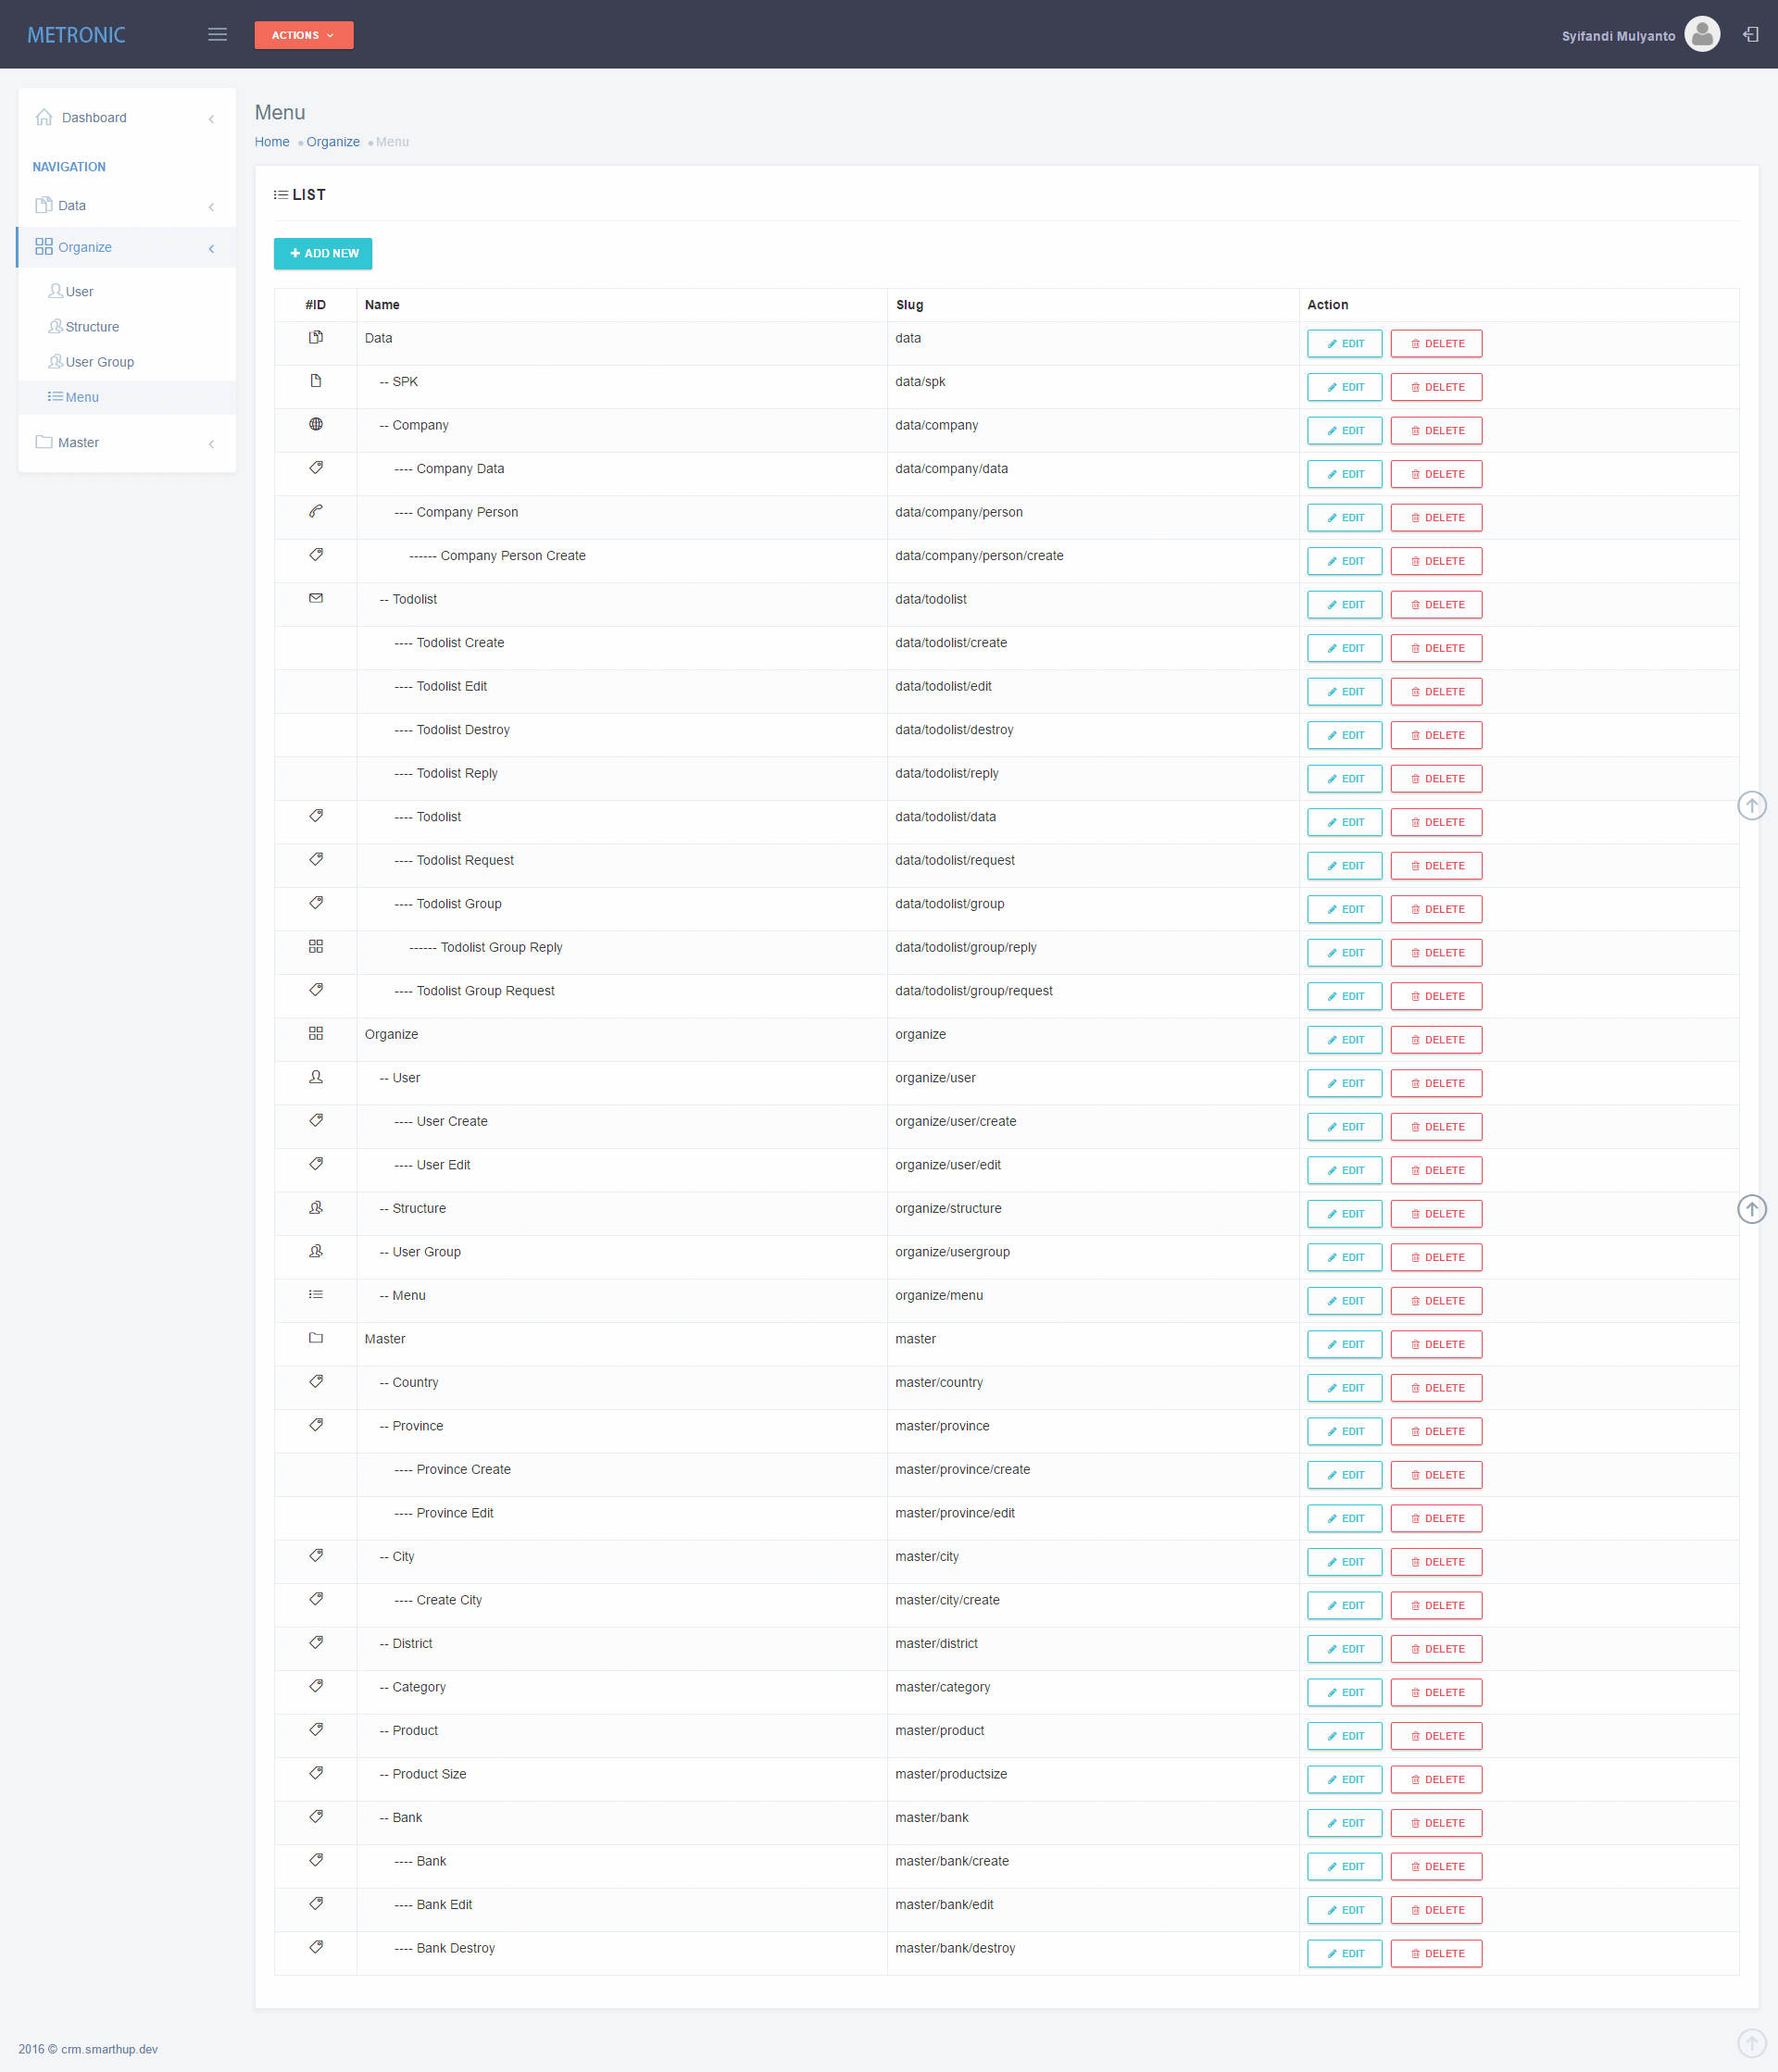 METRONIC ACTIONS Syifandi Mulyanto
Dashboard
NAVIGATION
Data
Organize
User
Structure
User Group
Menu
Master
Menu
Home Organize Menu
LIST
ADD NEW
#ID Name Slug Action
Data data EDIT DELETE
-- SPK data/spk EDIT DELETE
-- Company data/company EDIT DELETE
---- Company Data data/company/data EDIT DELETE
---- Company Person data/company/person EDIT DELETE
------ Company Person Create data/company/person/create EDIT DELETE
-- Todolist data/todolist EDIT DELETE
---- Todolist Create data/todolist/create EDIT DELETE
---- Todolist Edit data/todolist/edit EDIT DELETE
---- Todolist Destroy data/todolist/destroy EDIT DELETE
---- Todolist Reply data/todolist/reply EDIT DELETE
---- Todolist data/todolist/data EDIT DELETE
---- Todolist Request data/todolist/request EDIT DELETE
---- Todolist Group data/todolist/group EDIT DELETE
------ Todolist Group Reply data/todolist/group/reply EDIT DELETE
---- Todolist Group Request data/todolist/group/request EDIT DELETE
Organize organize EDIT DELETE
-- User organize/user EDIT DELETE
---- User Create organize/user/create EDIT DELETE
---- User Edit organize/user/edit EDIT DELETE
-- Structure organize/structure EDIT DELETE
-- User Group organize/usergroup EDIT DELETE
-- Menu organize/menu EDIT DELETE
Master master EDIT DELETE
-- Country master/country EDIT DELETE
-- Province master/province EDIT DELETE
---- Province Create master/province/create EDIT DELETE
---- Province Edit master/province/edit EDIT DELETE
-- City master/city EDIT DELETE
---- Create City master/city/create EDIT DELETE
-- District master/district EDIT DELETE
-- Category master/category EDIT DELETE
-- Product master/product EDIT DELETE
-- Product Size master/productsize EDIT DELETE
-- Bank master/bank EDIT DELETE
---- Bank master/bank/create EDIT DELETE
---- Bank Edit master/bank/edit EDIT DELETE
---- Bank Destroy master/bank/destroy EDIT DELETE
2016 © crm.smarthup.dev